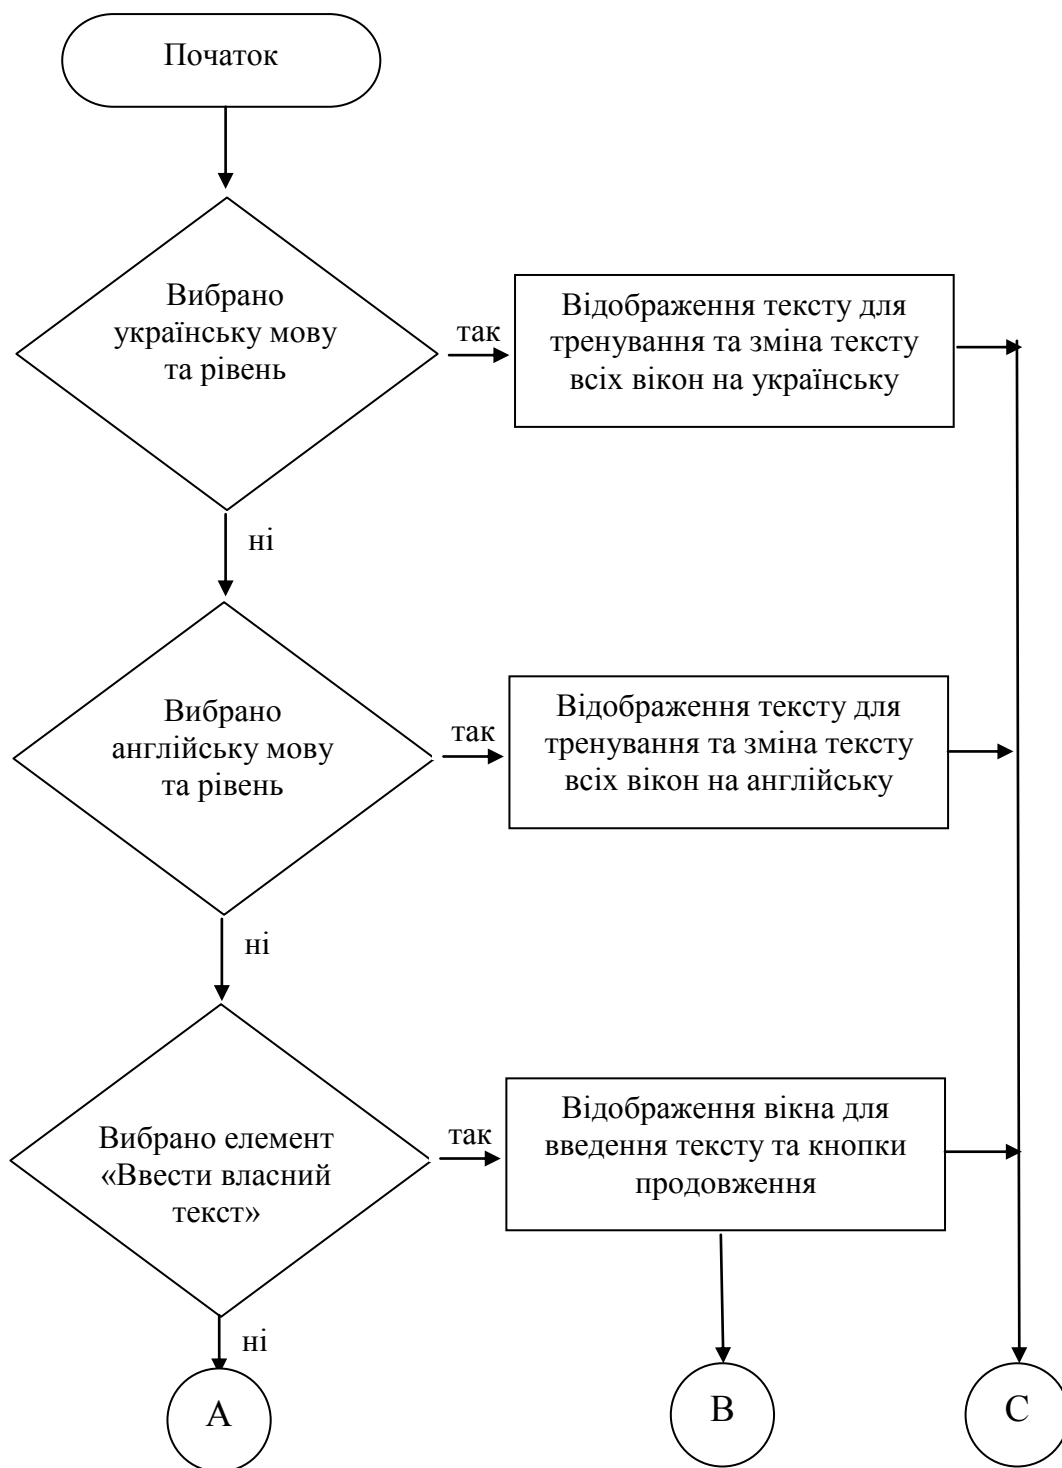 Початок
Вибрано
українську мову
та рівень
так
Відображення тексту для
тренування та зміна тексту
всіх вікон на українську
ні
Вибрано
англійську мову
та рівень
так
Відображення тексту для
тренування та зміна тексту
всіх вікон на англійську
ні
Вибрано елемент
«Ввести власний
текст»
так
Відображення вікна для
введення тексту та кнопки
продовження
ні
А
В
С